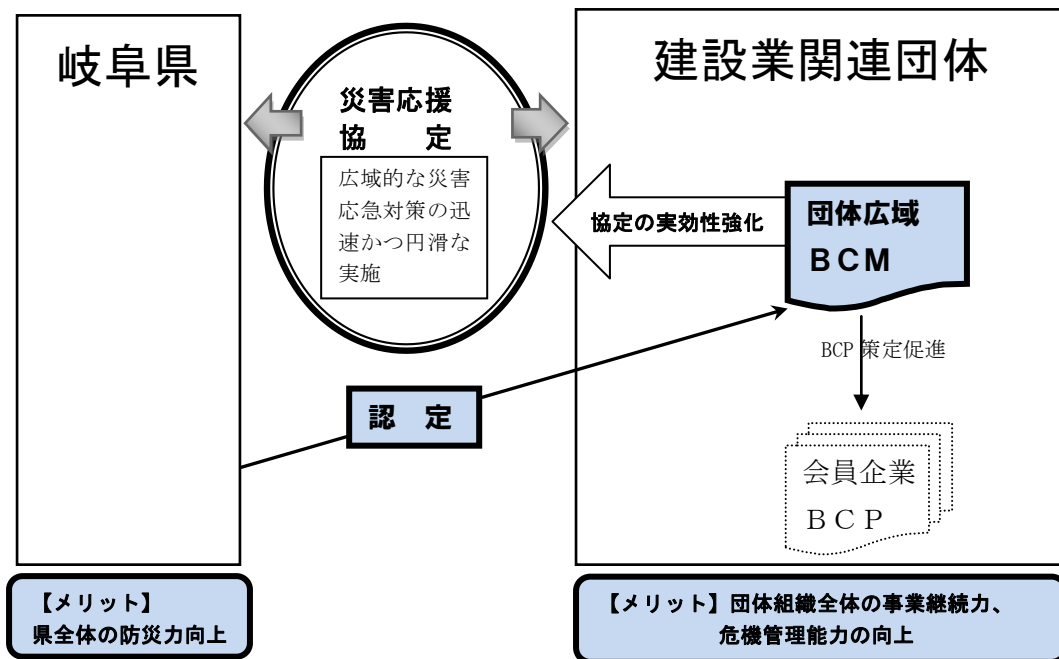 岐阜県
災害応援
協　　定
広域的な災害
応急対策の迅
速かつ円滑な
実施
建設業関連団体
協定の実効性強化
団体広域
ＢＣＭ
BCP 策定促進
会員企業
ＢＣＰ
認　定
【メリット】
県全体の防災力向上
【メリット】団体組織全体の事業継続力、
危機管理能力の向上